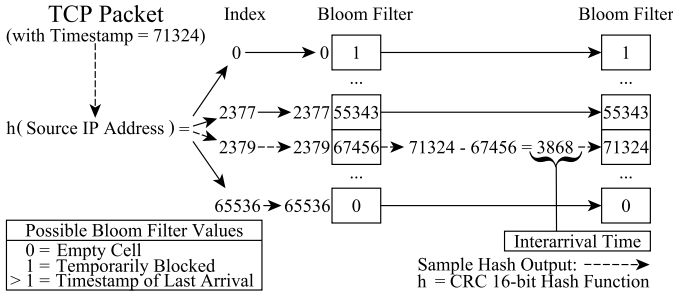 TCP Packet
(with Timestamp = 71324)
Index
Bloom Filter
Bloom Filter
0
0
1
1
...
...
2377
2377
55343
55343
h( Source IP Address ) =
2379
2379
67456
71324 - 67456 = 3868
71324
...
...
65536
65536
0
0
Possible Bloom Filter Values
0 = Empty Cell
1 = Temporarily Blocked
> 1 = Timestamp of Last Arrival
Interarrival Time
Sample Hash Output:
h = CRC 16-bit Hash Function